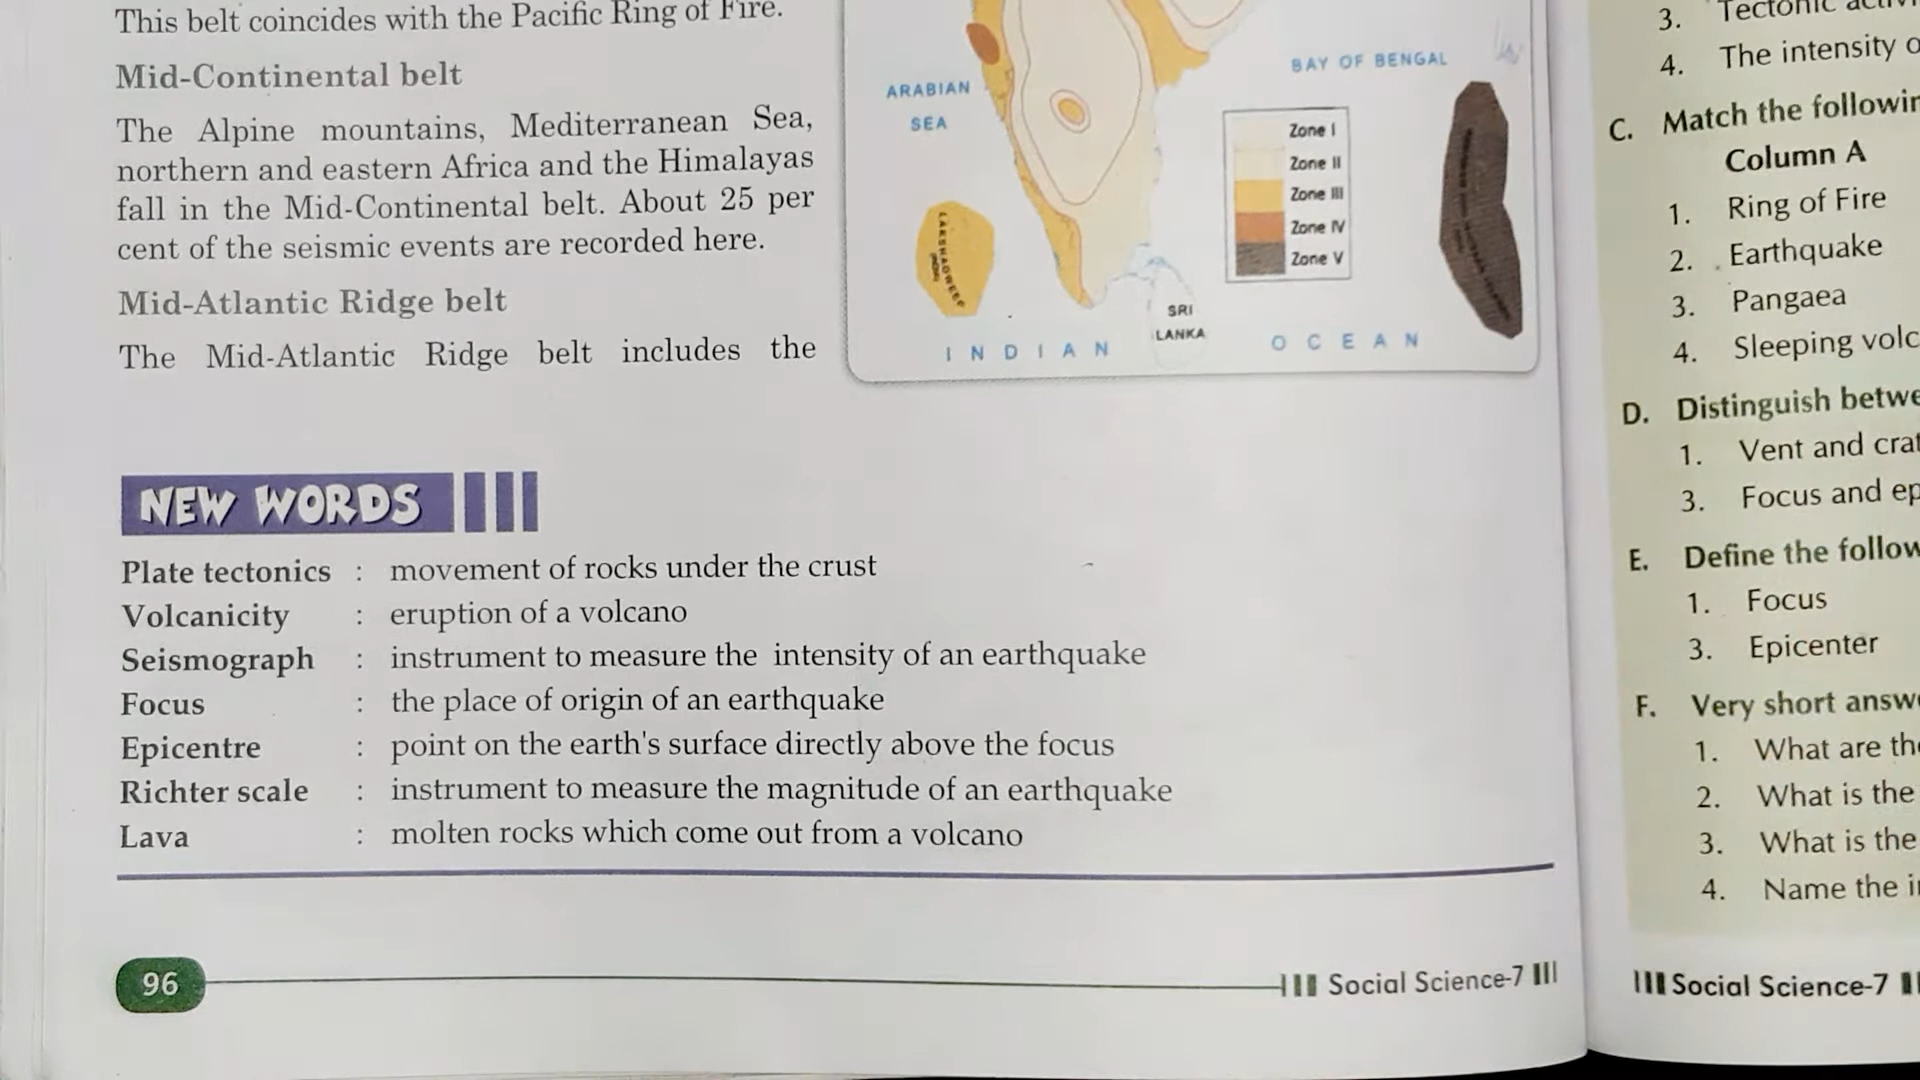 This belt coincides with the Pacific Ring of Fire.
Mid-Continental belt
The Alpine mountains, Mediterranean Sea,
northern and eastern Africa and the Himalayas
fall in the Mid-Continental belt. About 25 per
cent of the seismic events are recorded here.
Mid-Atlantic Ridge belt
The Mid-Atlantic Ridge belt includes the
ARABIAN
SEA
BAY OF BENGAL
Zone I
Zone II
Zone III
Zone IV
Zone V
LAKSHADWEEP
SRI
LANKA
INDIAN
OCEAN
NEW WORDS
Plate tectonics : movement of rocks under the crust
Volcanicity : eruption of a volcano
Seismograph : instrument to measure the intensity of an earthquake
Focus : the place of origin of an earthquake
Epicentre : point on the earth's surface directly above the focus
Richter scale : instrument to measure the magnitude of an earthquake
Lava : molten rocks which come out from a volcano
96
Social Science-7
3. Tectonic
4. The intensity
C. Match the
Column A
1. Ring of Fire
2. Earthquake
3. Pangaea
4. Sleeping
D. Distinguish
1. Vent and
3. Focus and
E. Define the
1. Focus
3. Epicenter
F. Very short
1. What are
2. What is the
3. What is the
4. Name the
Social Science-7